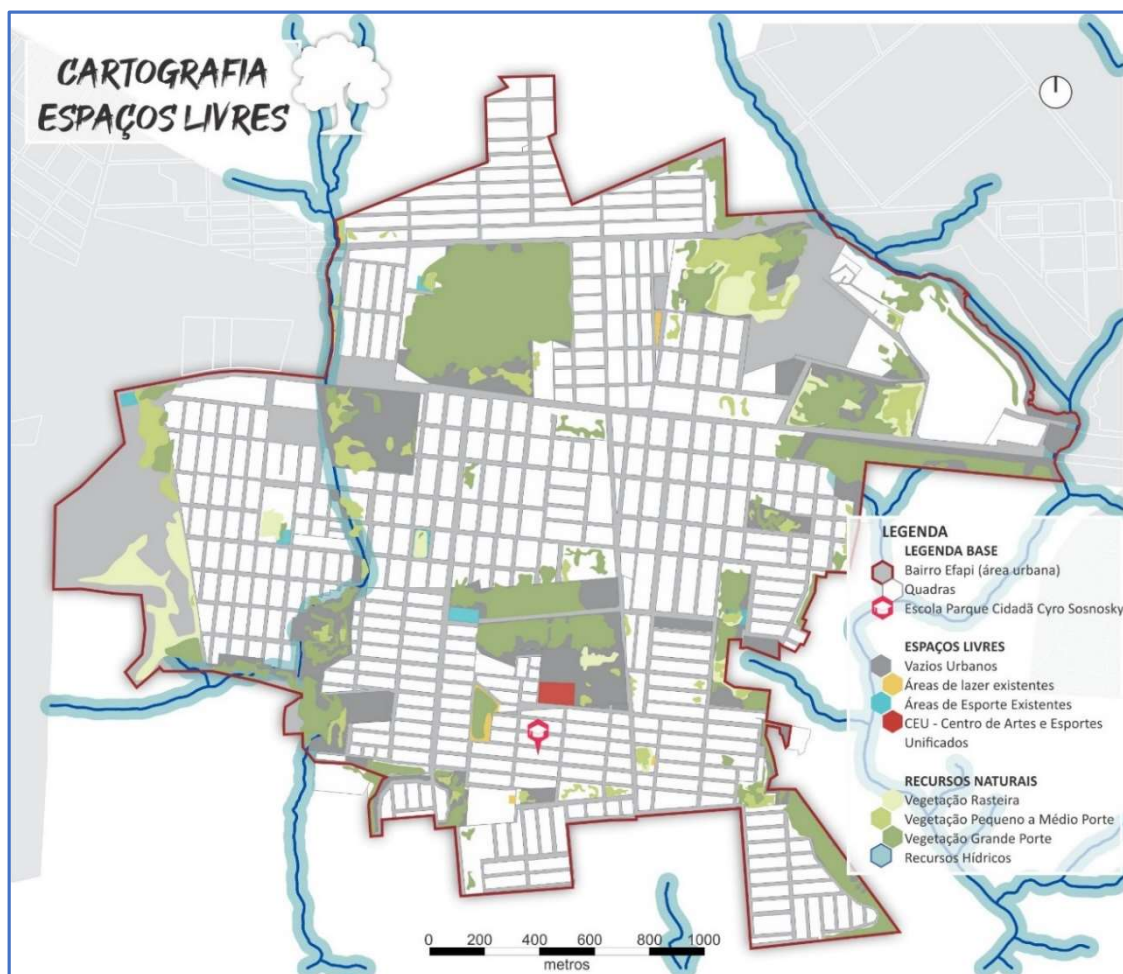 CARTOGRAFIA
ESPAÇOS LIVRES
LEGENDA
LEGENDA BASE
Bairro Efapi (área urbana)
Quadras
Escola Parque Cidadã Cyro Sosnosky
ESPAÇOS LIVRES
Vazios Urbanos
Áreas de lazer existentes
Áreas de Esporte Existentes
CEU - Centro de Artes e Esportes
Unificados
RECURSOS NATURAIS
Vegetação Rasteira
Vegetação Pequeno a Médio Porte
Vegetação Grande Porte
Recursos Hídricos
0 200 400 600 800 1000
metros